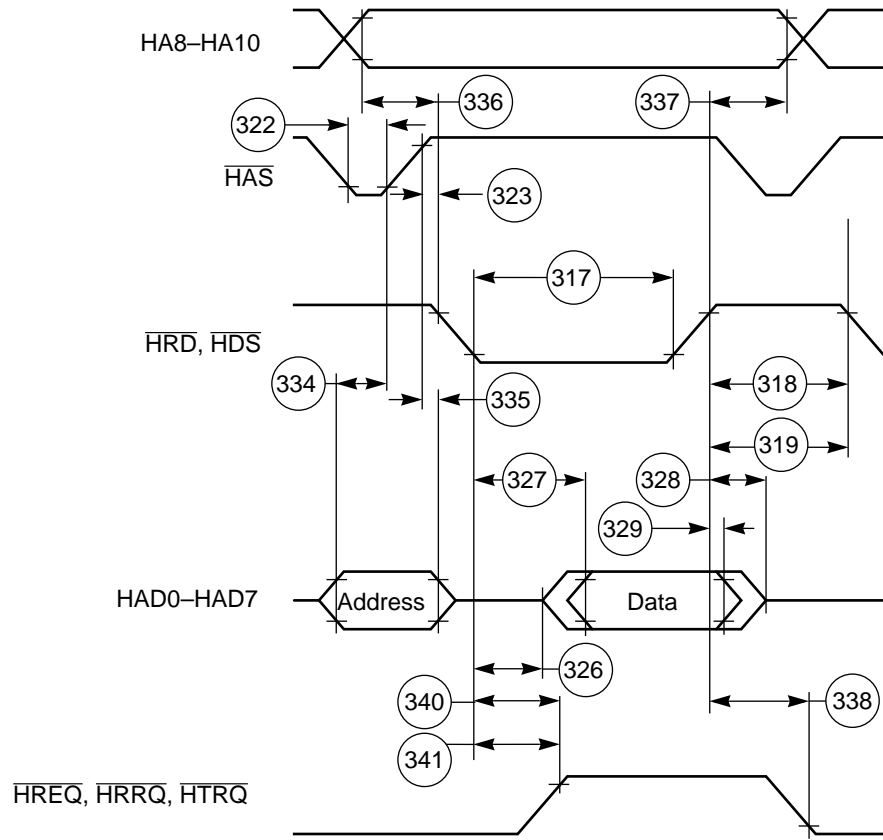 HA8–HA10
336
337
322
HAS
323
317
HRD, HDS
334
335
318
319
327
328
329
HAD0–HAD7
Address
Data
326
340
338
341
HREQ, HRRQ, HTRQ